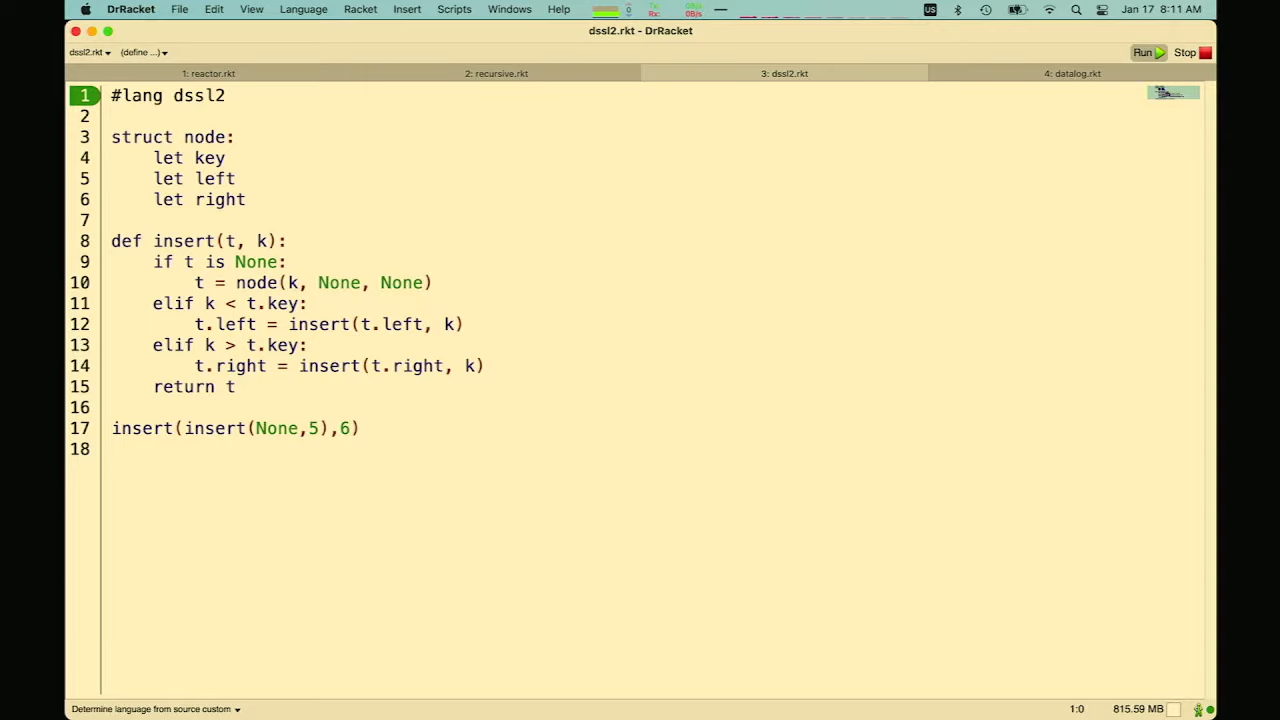 DrRacket File Edit View Language Racket Insert Scripts Windows Help Tx: Rx: 0B/s 0B/s US Jan 17 8:11 AM
dssl2.rkt - DrRacket
dssl2.rkt (define ...) Run Stop
1: reactor.rkt 2: recursive.rkt 3: dssl2.rkt 4: datalog.rkt
1 #lang dssl2
2
3 struct node:
4 let key
5 let left
6 let right
7
8 def insert(t, k):
9 if t is None:
10 t = node(k, None, None)
11 elif k < t.key:
12 t.left = insert(t.left, k)
13 elif k > t.key:
14 t.right = insert(t.right, k)
15 return t
16
17 insert(insert(None,5),6)
18
Determine language from source custom 1:0 815.59 MB